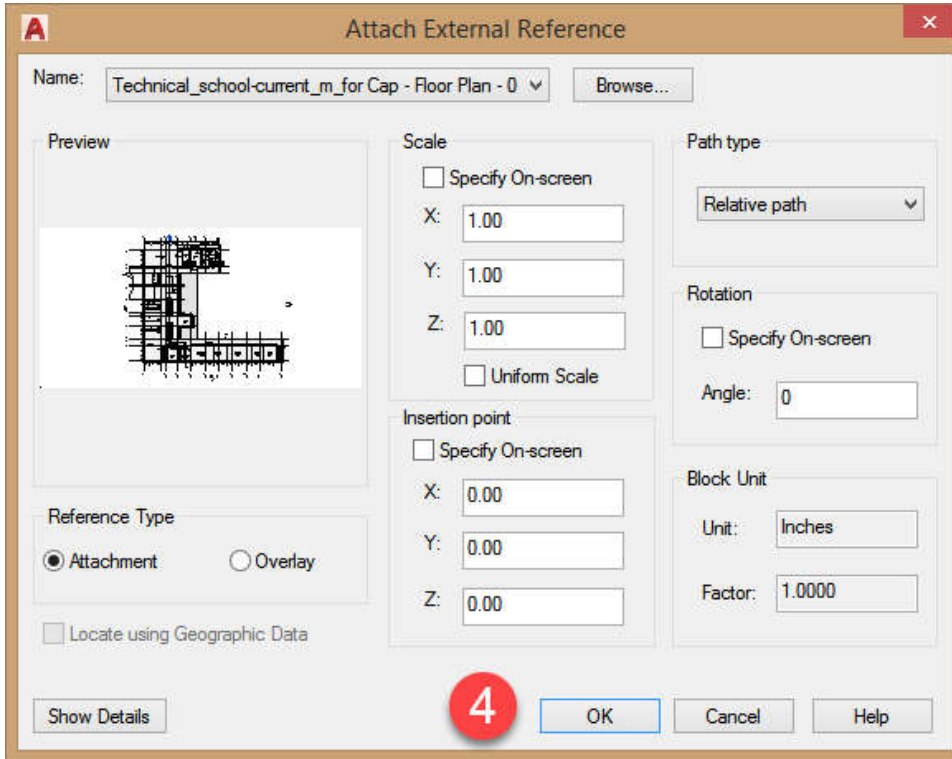 A
Attach External Reference
×
Name:
Technical_school-current_m_for Cap - Floor Plan - 0
Browse...
Preview
Reference Type
Attachment
Overlay
Locate using Geographic Data
Scale
Specify On-screen
X: 1.00
Y: 1.00
Z: 1.00
Uniform Scale
Insertion point
Specify On-screen
X: 0.00
Y: 0.00
Z: 0.00
Path type
Relative path
Rotation
Specify On-screen
Angle: 0
Block Unit
Unit: Inches
Factor: 1.0000
Show Details
4
OK
Cancel
Help